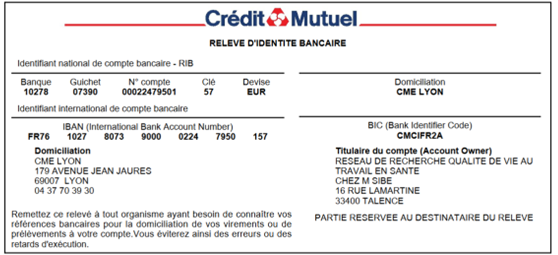 Crédit Mutuel
RELEVE D'IDENTITE BANCAIRE
Identifiant national de compte bancaire - RIB
Banque Guichet N° compte Clé Devise
10278 07390 00022479501 57 EUR
Domiciliation
CME LYON
Identifiant international de compte bancaire
IBAN (International Bank Account Number)
FR76 1027 8073 9000 0224 7950 157
BIC (Bank Identifier Code)
CMCIFR2A
Domiciliation
CME LYON
179 AVENUE JEAN JAURES
69007 LYON
04 37 70 39 30
Titulaire du compte (Account Owner)
RESEAU DE RECHERCHE QUALITE DE VIE AU
TRAVAIL EN SANTE
CHEZ M SIBE
16 RUE LAMARTINE
33400 TALENCE
Remettez ce relevé à tout organisme ayant besoin de connaître vos
références bancaires pour la domiciliation de vos virements ou de
prélèvements à votre compte.Vous éviterez ainsi des erreurs ou des
retards d'exécution.
PARTIE RESERVEE AU DESTINATAIRE DU RELEVE